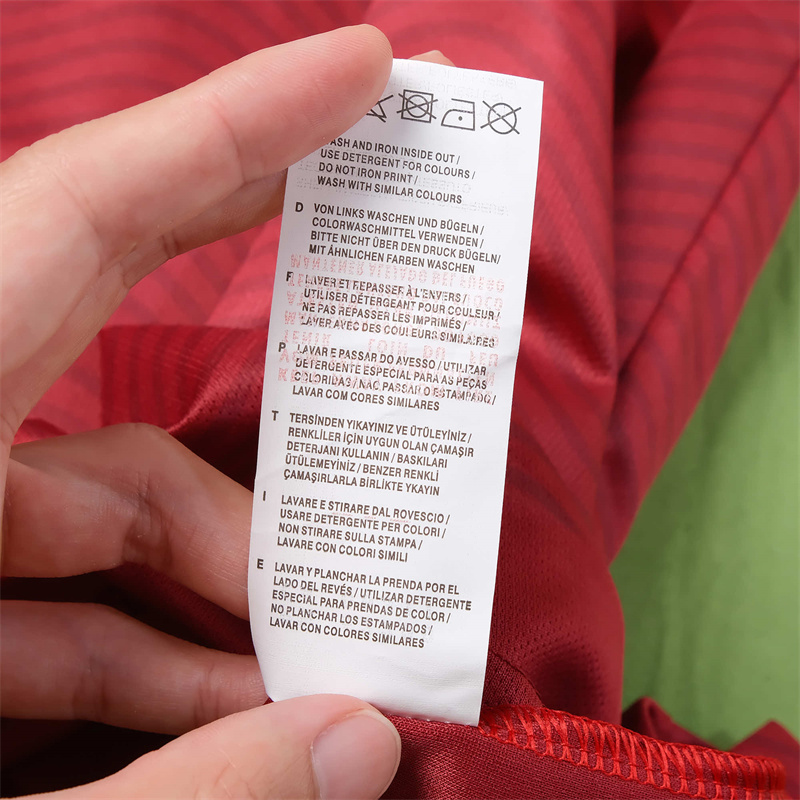 ASH AND IRON INSIDE OUT /
USE DETERGENT FOR COLOURS /
DO NOT IRON PRINT /
WASH WITH SIMILAR COLOURS
D VON LINKS WASCHEN UND BÜGELN/
COLORWASCHMITTEL VERWENDEN /
BITTE NICHT ÜBER DEN DRUCK BÜGELN/
MIT ÄHNLICHEN FARBEN WASCHEN
F LAVER ET REPASSER À L'ENVERS /
UTILISER DÉTERGEANT POUR COULEUR /
NE PAS REPASSER LES IMPRIMÉS /
LAVER AVEC DES COULEURS SIMILAIRES
P LAVAR E PASSAR DO AVESSO / UTILIZAR
DETERGENTE ESPECIAL PARA AS PEÇAS
COLORIDAS / NÃO PASSAR O ESTAMPADO /
LAVAR COM CORES SIMILARES
T TERSİNDEN YIKAYINIZ VE ÜTÜLEYİNİZ /
RENKLİLER İÇİN UYGUN OLAN ÇAMAŞIR
DETERJANI KULLANIN / BASKILARI
ÜTÜLEMEYİNİZ / BENZER RENKLİ
ÇAMAŞIRLARLA BİRLİKTE YIKAYIN
I LAVARE E STIRARE DAL ROVESCIO /
USARE DETERGENTE PER COLORI /
NON STIRARE SULLA STAMPA /
LAVARE CON COLORI SIMILI
E LAVAR Y PLANCHAR LA PRENDA POR EL
LADO DEL REVÉS / UTILIZAR DETERGENTE
ESPECIAL PARA PRENDAS DE COLOR /
NO PLANCHAR LOS ESTAMPADOS /
LAVAR CON COLORES SIMILARES